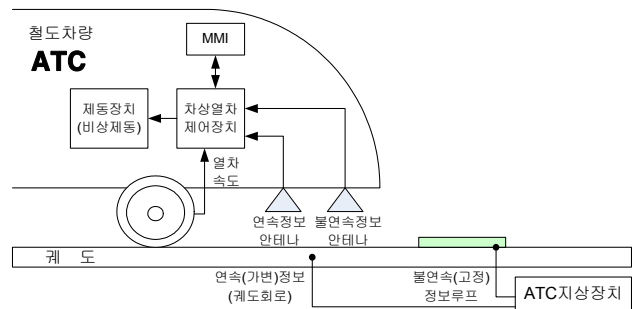 철도차량
ATC
MMI
제동장치
(비상제동)
차상열차
제어장치
열차
속도
연속정보
안테나
불연속정보
안테나
궤 도
연속(가변)정보
(궤도회로)
불연속(고정)
정보루프
ATC지상장치